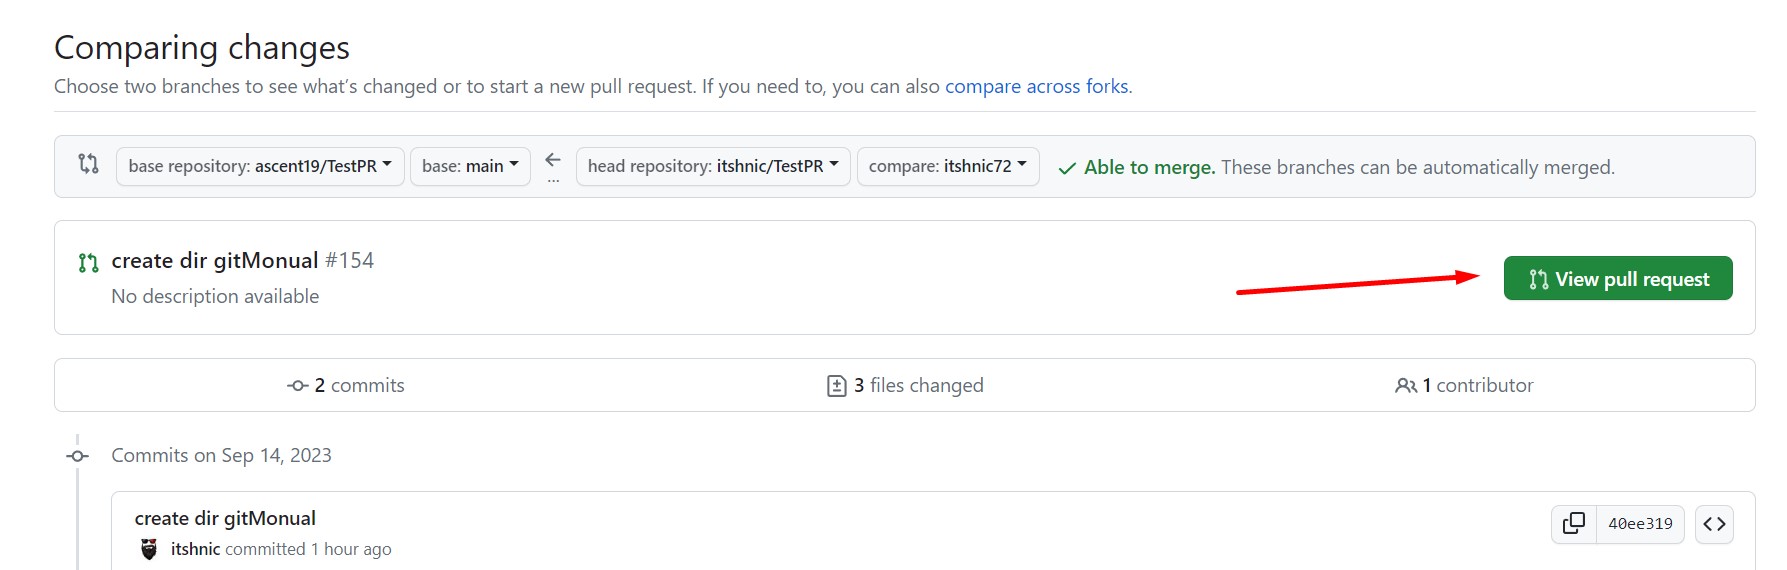 Comparing changes
Choose two branches to see what’s changed or to start a new pull request. If you need to, you can also compare across forks.
base repository: ascent19/TestPR base: main ... head repository: itshnic/TestPR compare: itshnic72 Able to merge. These branches can be automatically merged.
create dir gitMonual #154
No description available
View pull request
2 commits 3 files changed 1 contributor
Commits on Sep 14, 2023
create dir gitMonual
itshnic committed 1 hour ago
40ee319